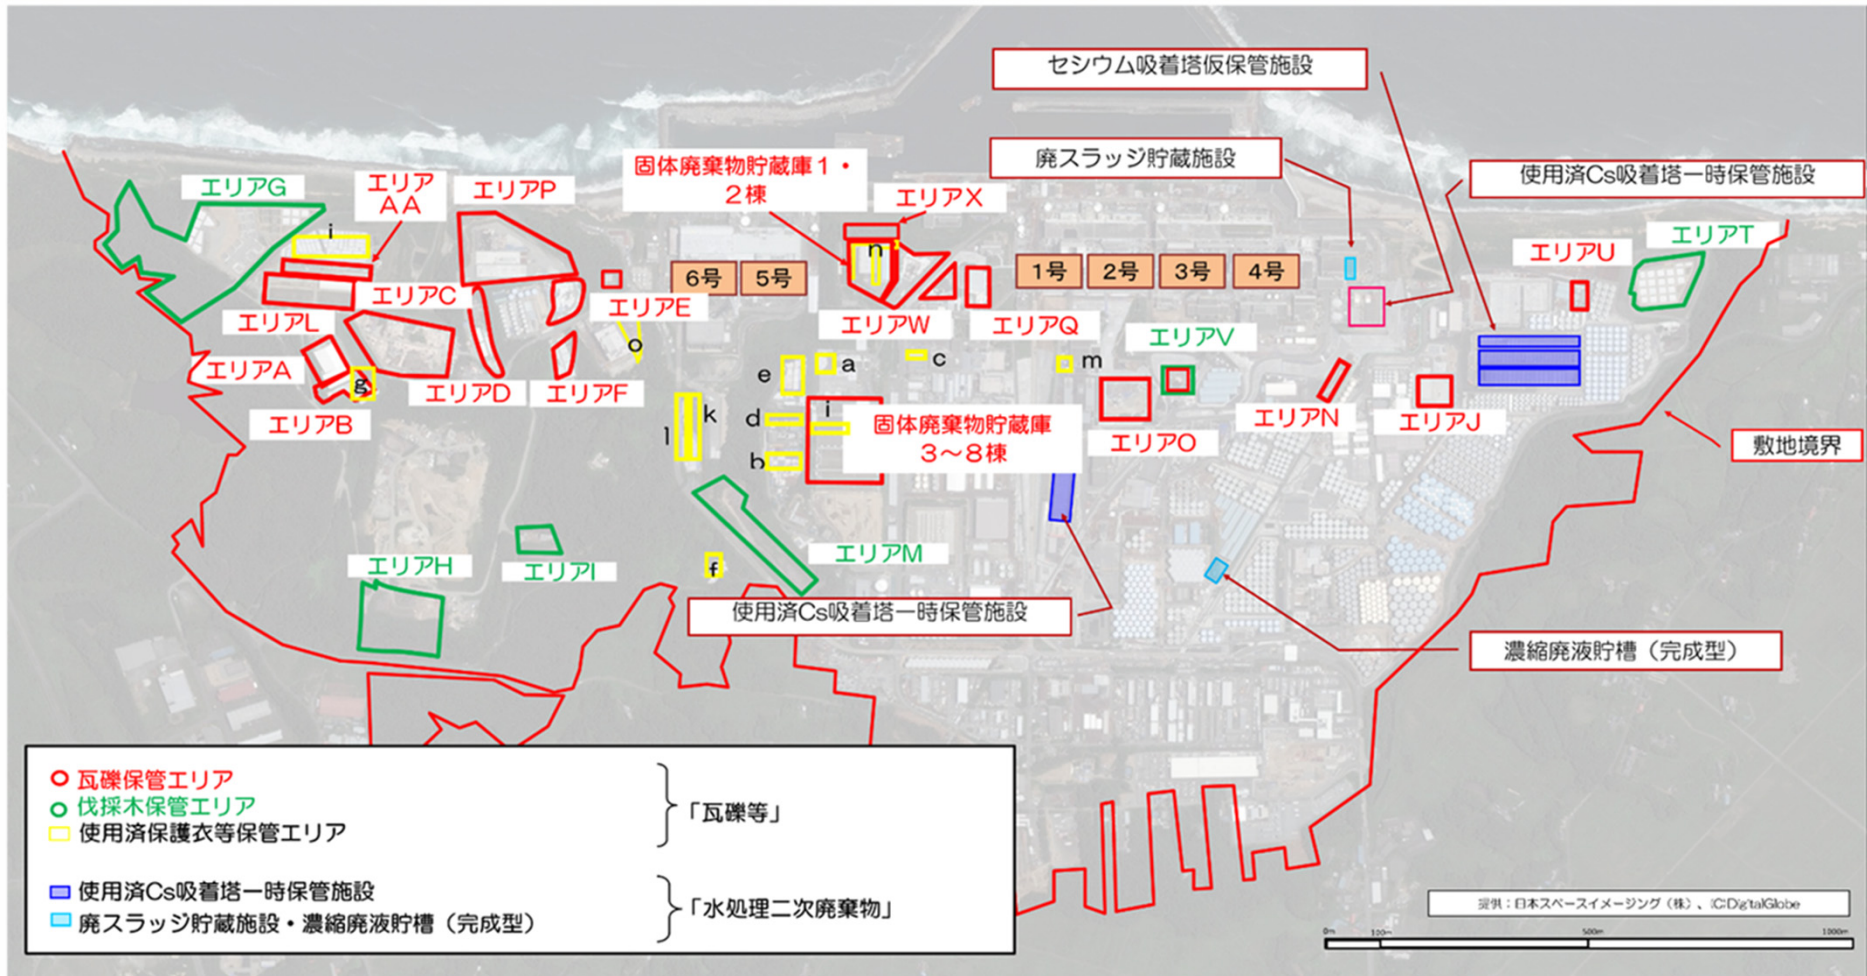 セシウム吸着塔仮保管施設
廃スラッジ貯蔵施設
使用済Cs吸着塔一時保管施設
固体廃棄物貯蔵庫1・
2棟
エリアG
エリア
AA
エリアP
エリアX
エリアU
エリアT
i
n
6号
5号
1号
2号
3号
4号
エリアC
エリアE
エリアL
エリアW
エリアQ
エリアV
o
e
a
c
m
エリアA
g
エリアD
エリアF
エリアB
k
l
d
i
b
固体廃棄物貯蔵庫
3~8棟
エリアO
エリアN
エリアJ
敷地境界
エリアH
エリアI
f
エリアM
使用済Cs吸着塔一時保管施設
濃縮廃液貯槽(完成型)
瓦礫保管エリア
伐採木保管エリア
使用済保護衣等保管エリア
「瓦礫等」
使用済Cs吸着塔一時保管施設
廃スラッジ貯蔵施設・濃縮廃液貯槽(完成型)
「水処理二次廃棄物」
提供:日本スペースイメージング(株)、(C)DigitalGlobe
0m 100m 500m 1000m